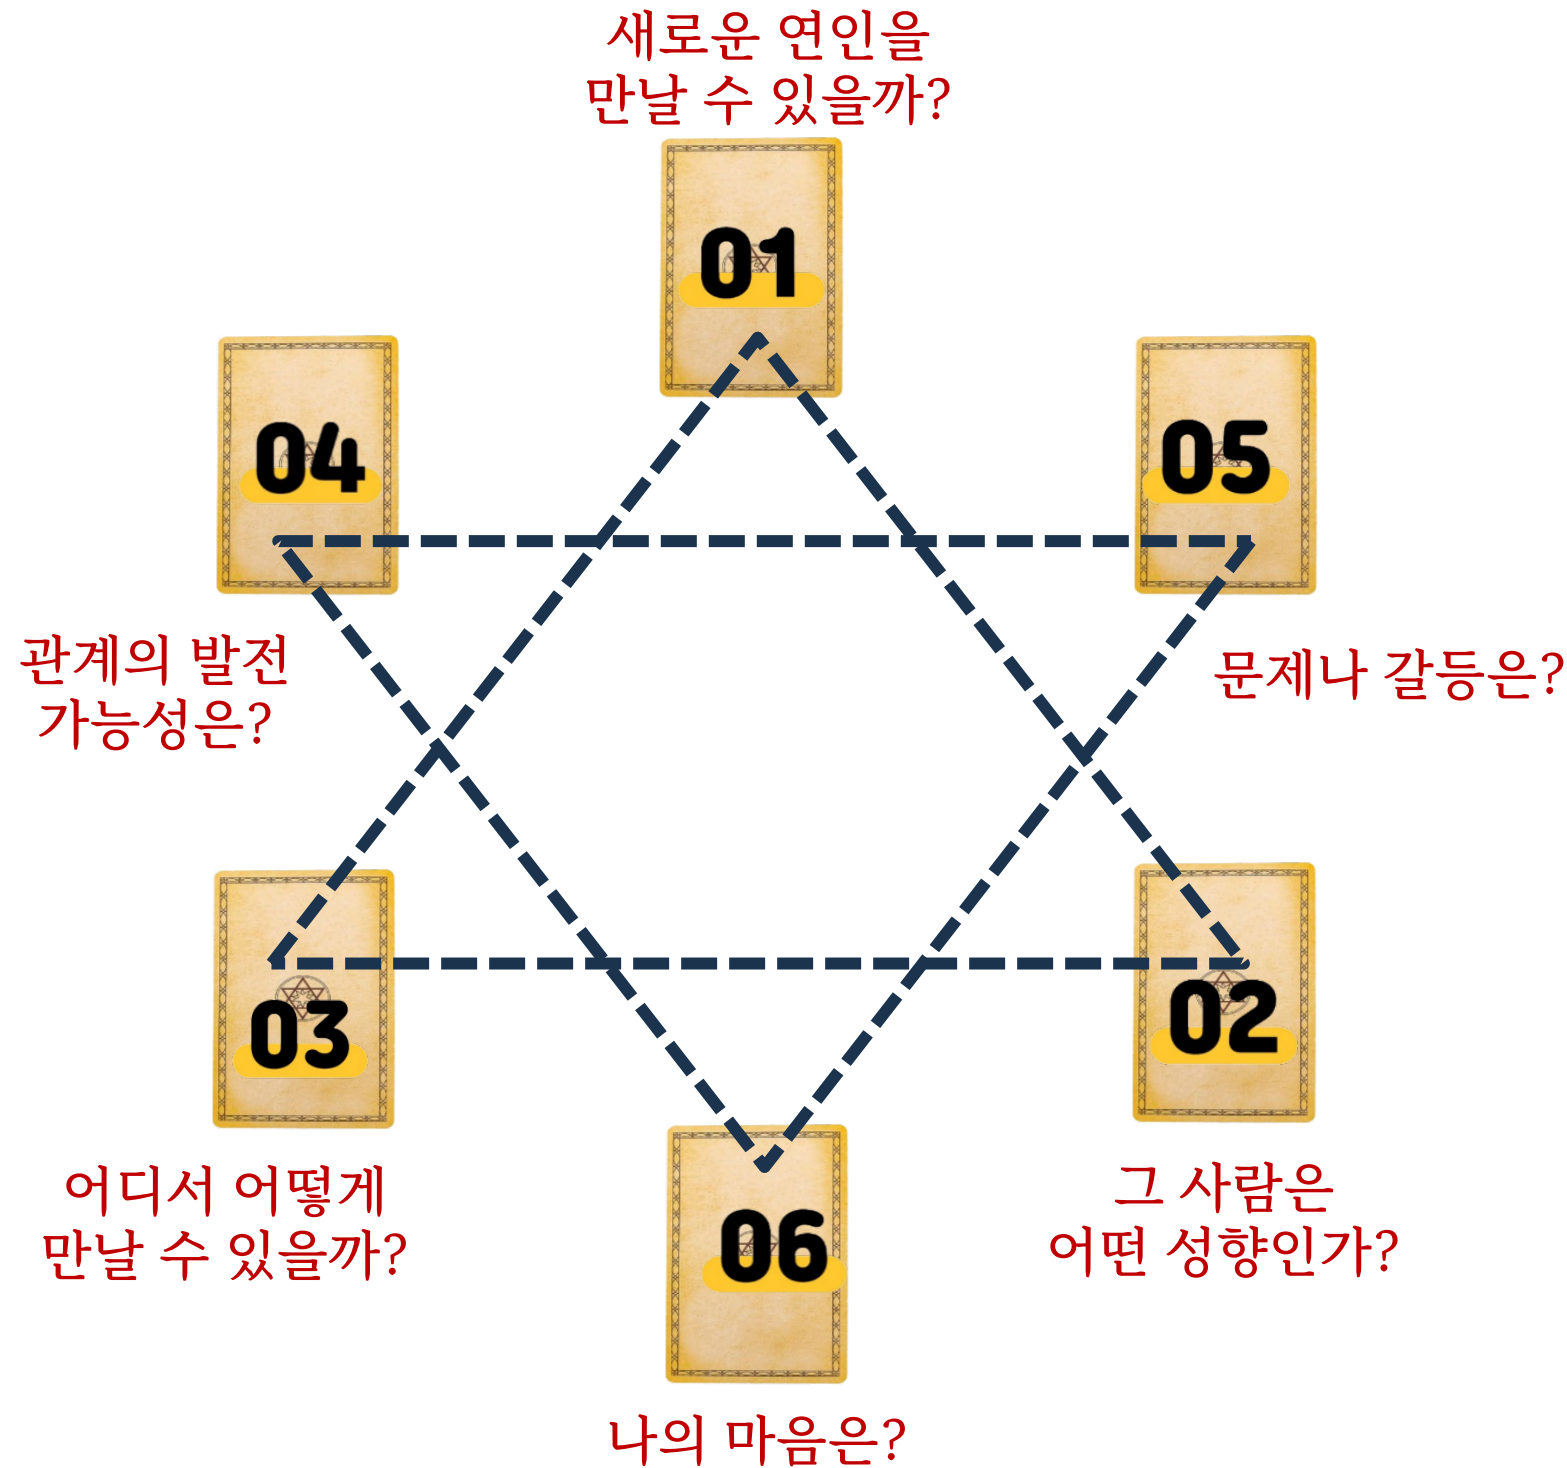 새로운 연인을
만날 수 있을까?
01
04
05
관계의 발전
가능성은?
문제나 갈등은?
03
02
어디서 어떻게
만날 수 있을까?
그 사람은
어떤 성향인가?
06
나의 마음은?